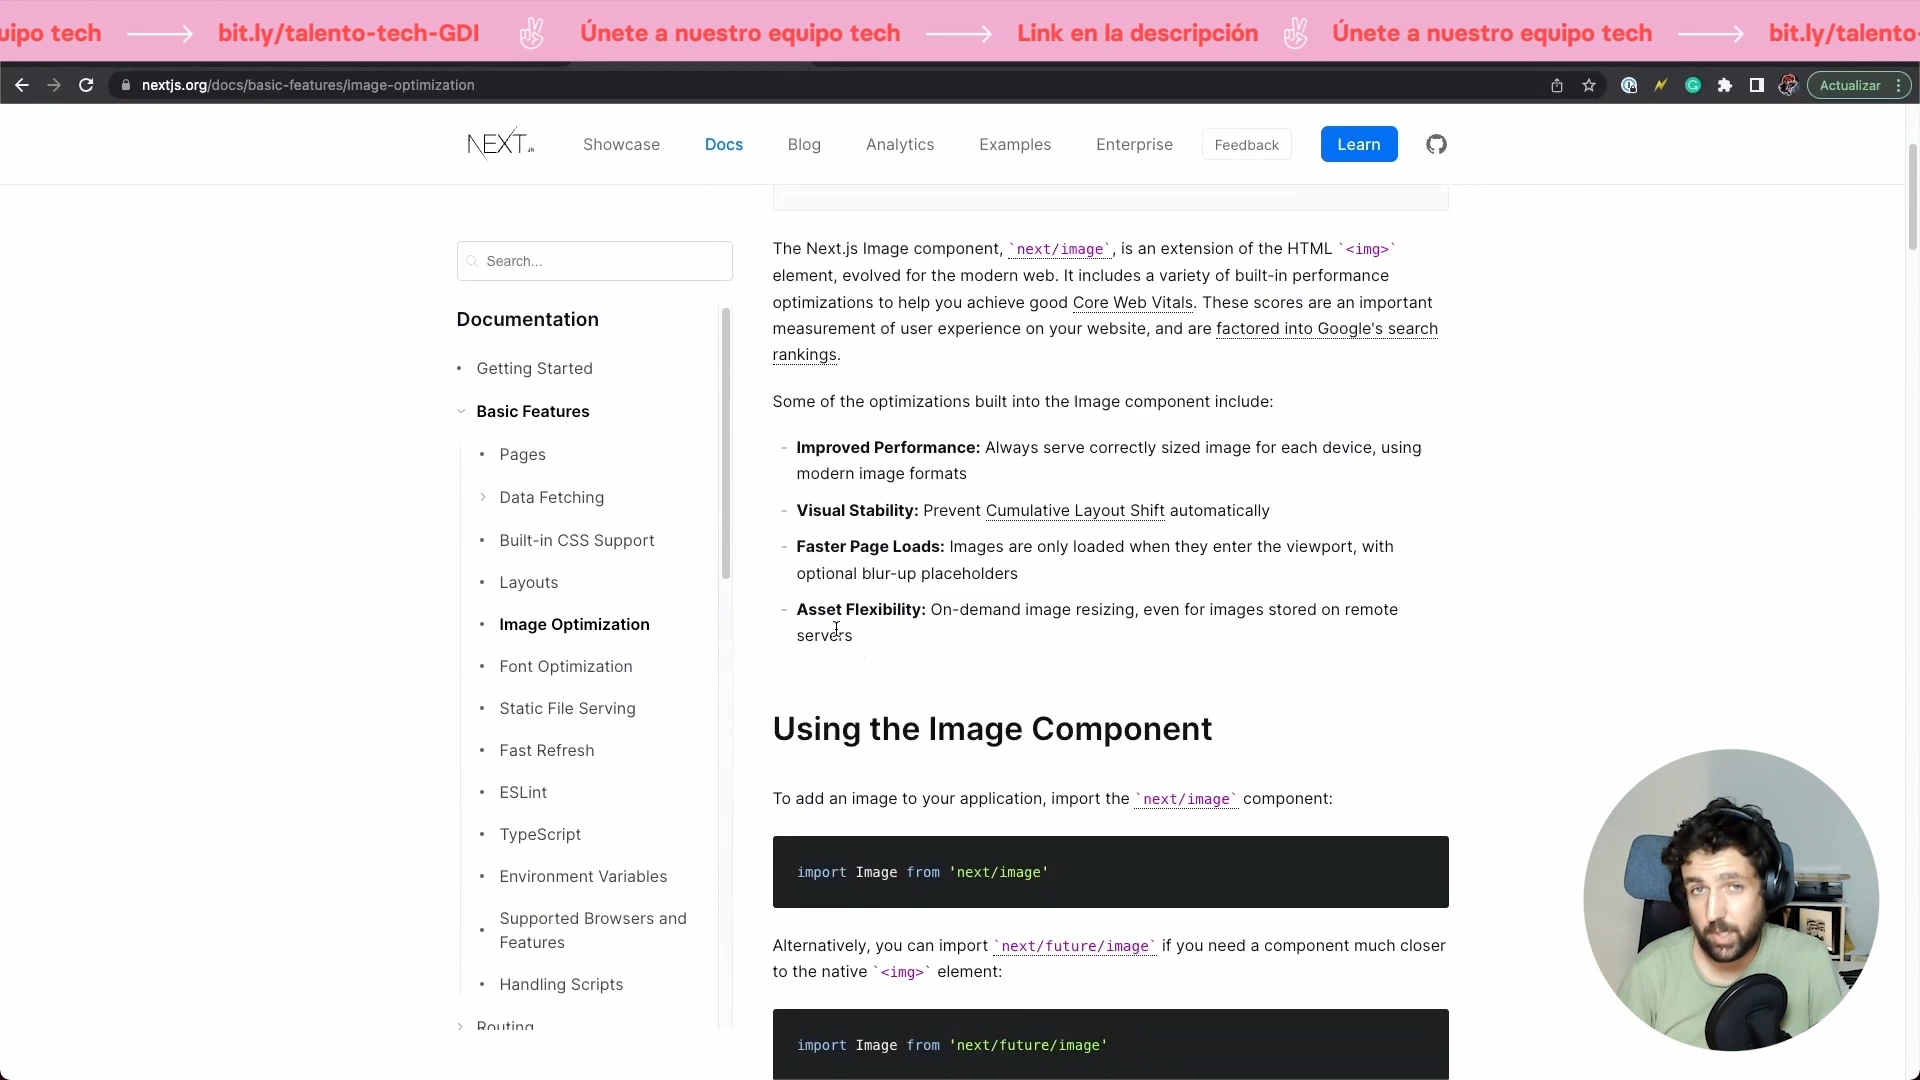 uipo tech → bit.ly/talento-tech-GDI Únete a nuestro equipo tech → Link en la descripción Únete a nuestro equipo tech → bit.ly/talento-
nextjs.org/docs/basic-features/image-optimization
Actualizar
NEXT.JS
Showcase
Docs
Blog
Analytics
Examples
Enterprise
Feedback
Learn
Search...
Documentation
Getting Started
Basic Features
Pages
Data Fetching
Built-in CSS Support
Layouts
Image Optimization
Font Optimization
Static File Serving
Fast Refresh
ESLint
TypeScript
Environment Variables
Supported Browsers and
Features
Handling Scripts
Routing
The Next.js Image component, `next/image`, is an extension of the HTML `<img>`
element, evolved for the modern web. It includes a variety of built-in performance
optimizations to help you achieve good Core Web Vitals. These scores are an important
measurement of user experience on your website, and are factored into Google's search
rankings.
Some of the optimizations built into the Image component include:
- Improved Performance: Always serve correctly sized image for each device, using
modern image formats
- Visual Stability: Prevent Cumulative Layout Shift automatically
- Faster Page Loads: Images are only loaded when they enter the viewport, with
optional blur-up placeholders
- Asset Flexibility: On-demand image resizing, even for images stored on remote
servers
Using the Image Component
To add an image to your application, import the `next/image` component:
import Image from 'next/image'
Alternatively, you can import `next/future/image` if you need a component much closer
to the native `<img>` element:
import Image from 'next/future/image'